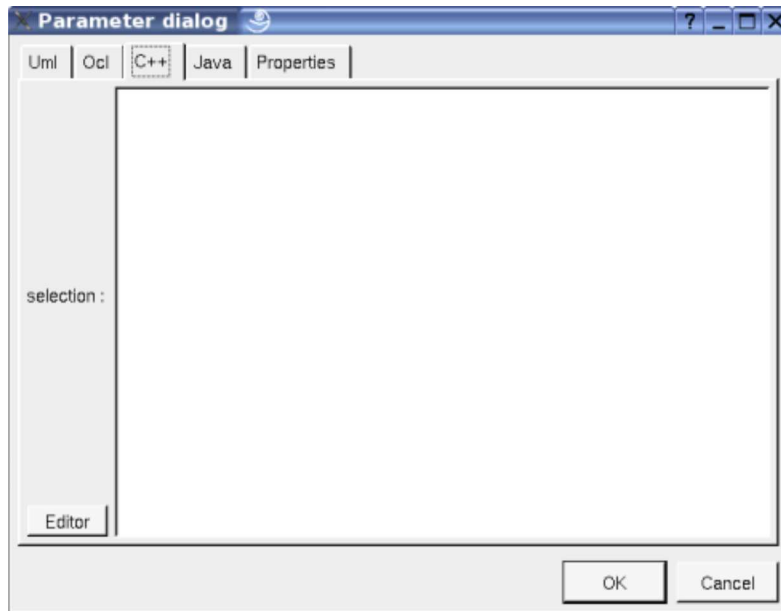 Parameter dialog ?
Uml Ocl C++ Java Properties
selection :
Editor
OK Cancel